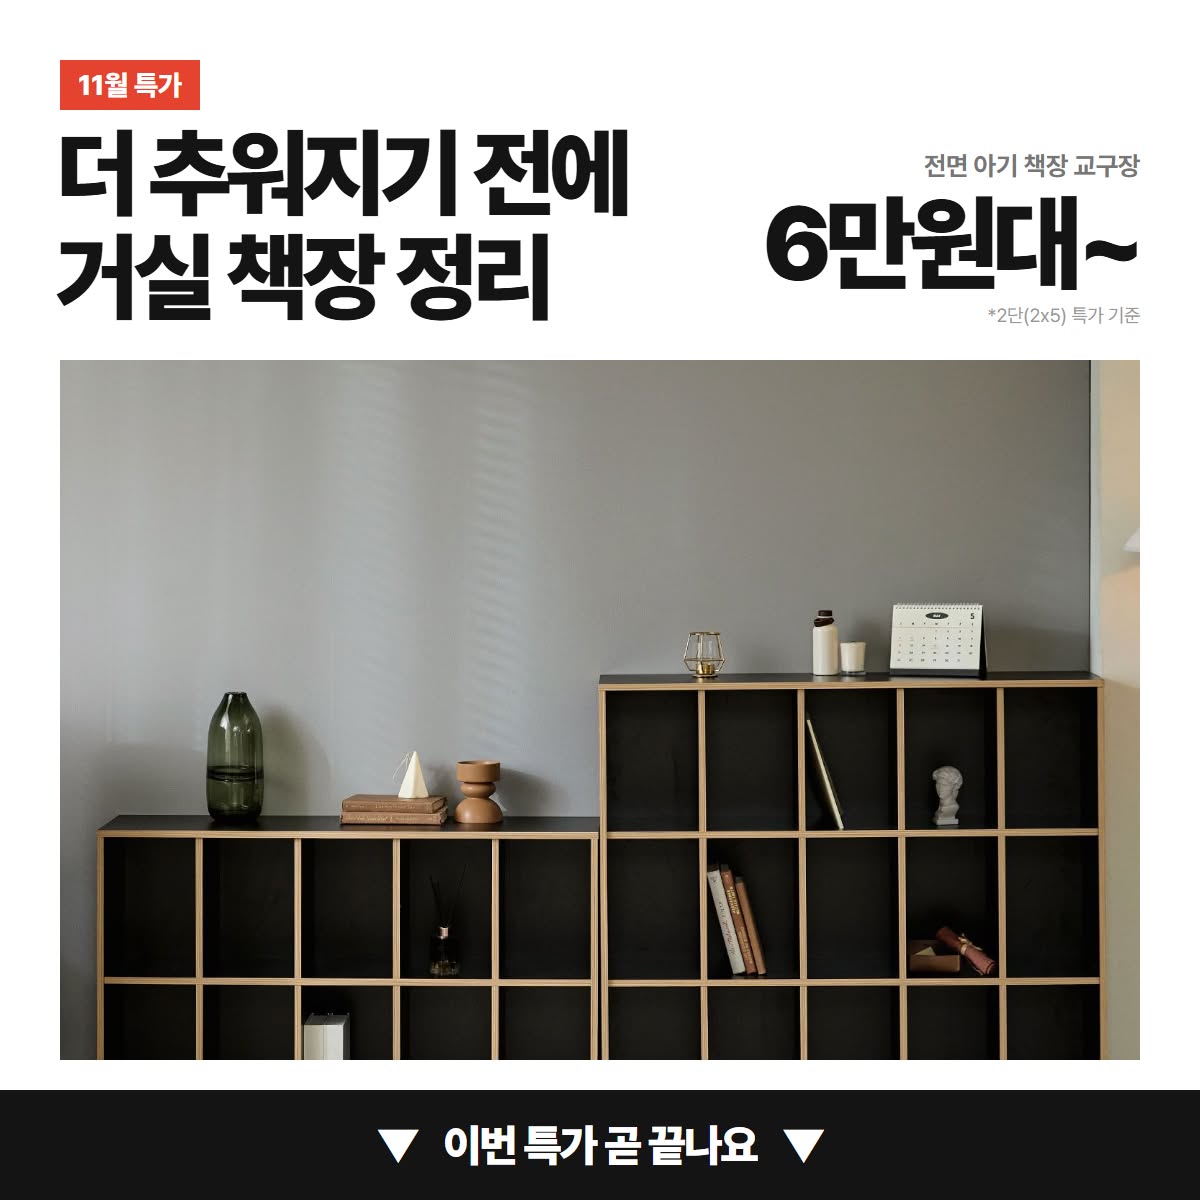 11월 특가
더 추워지기 전에
거실 책장 정리
전면 아기 책장 교구장
6만원대~
*2단(2x5) 특가 기준
5
▼ 이번 특가 곧 끝나요 ▼